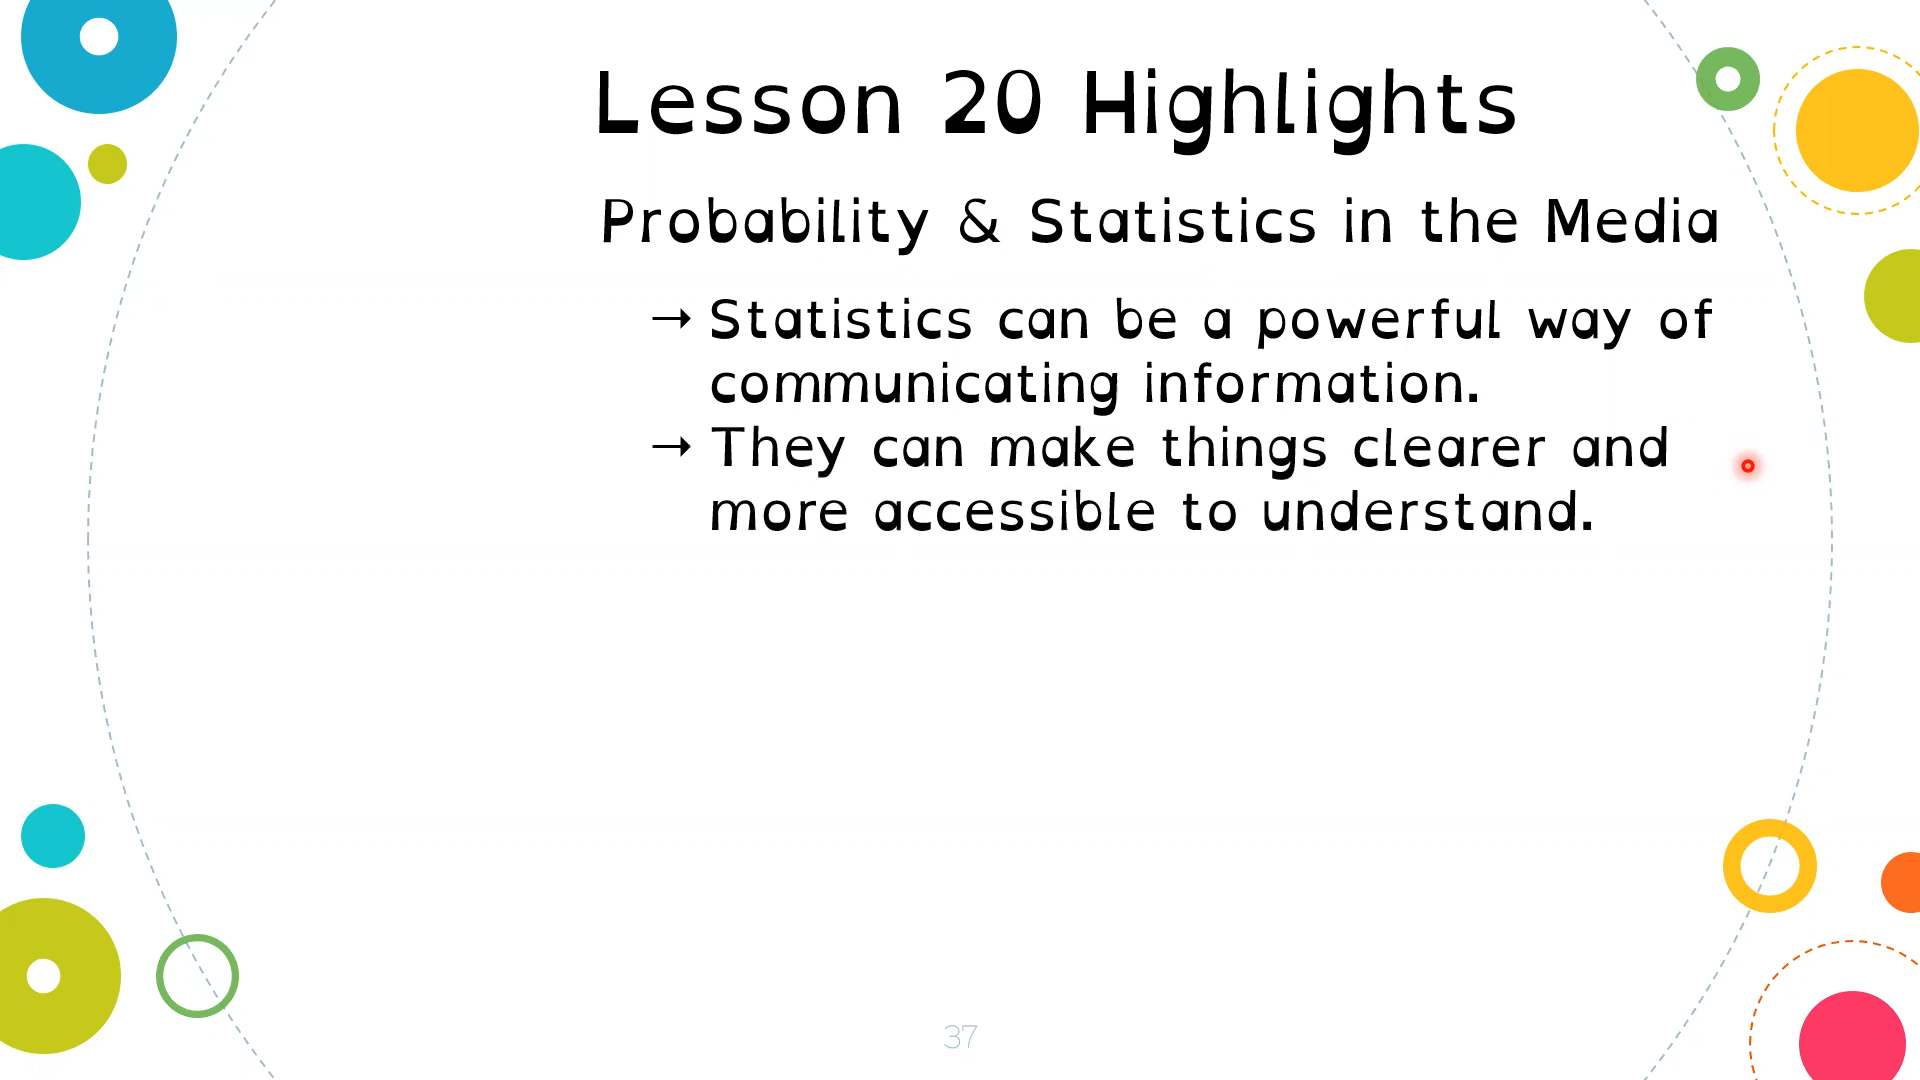 Lesson 20 Highlights
Probability & Statistics in the Media
→ Statistics can be a powerful way of
communicating information.
→ They can make things clearer and
more accessible to understand.
37